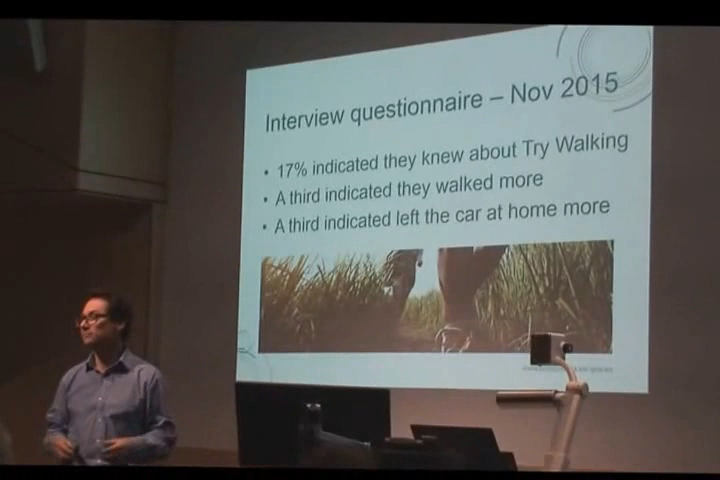 Interview questionnaire – Nov 2015
• 17% indicated they knew about Try Walking
• A third indicated they walked more
• A third indicated left the car at home more